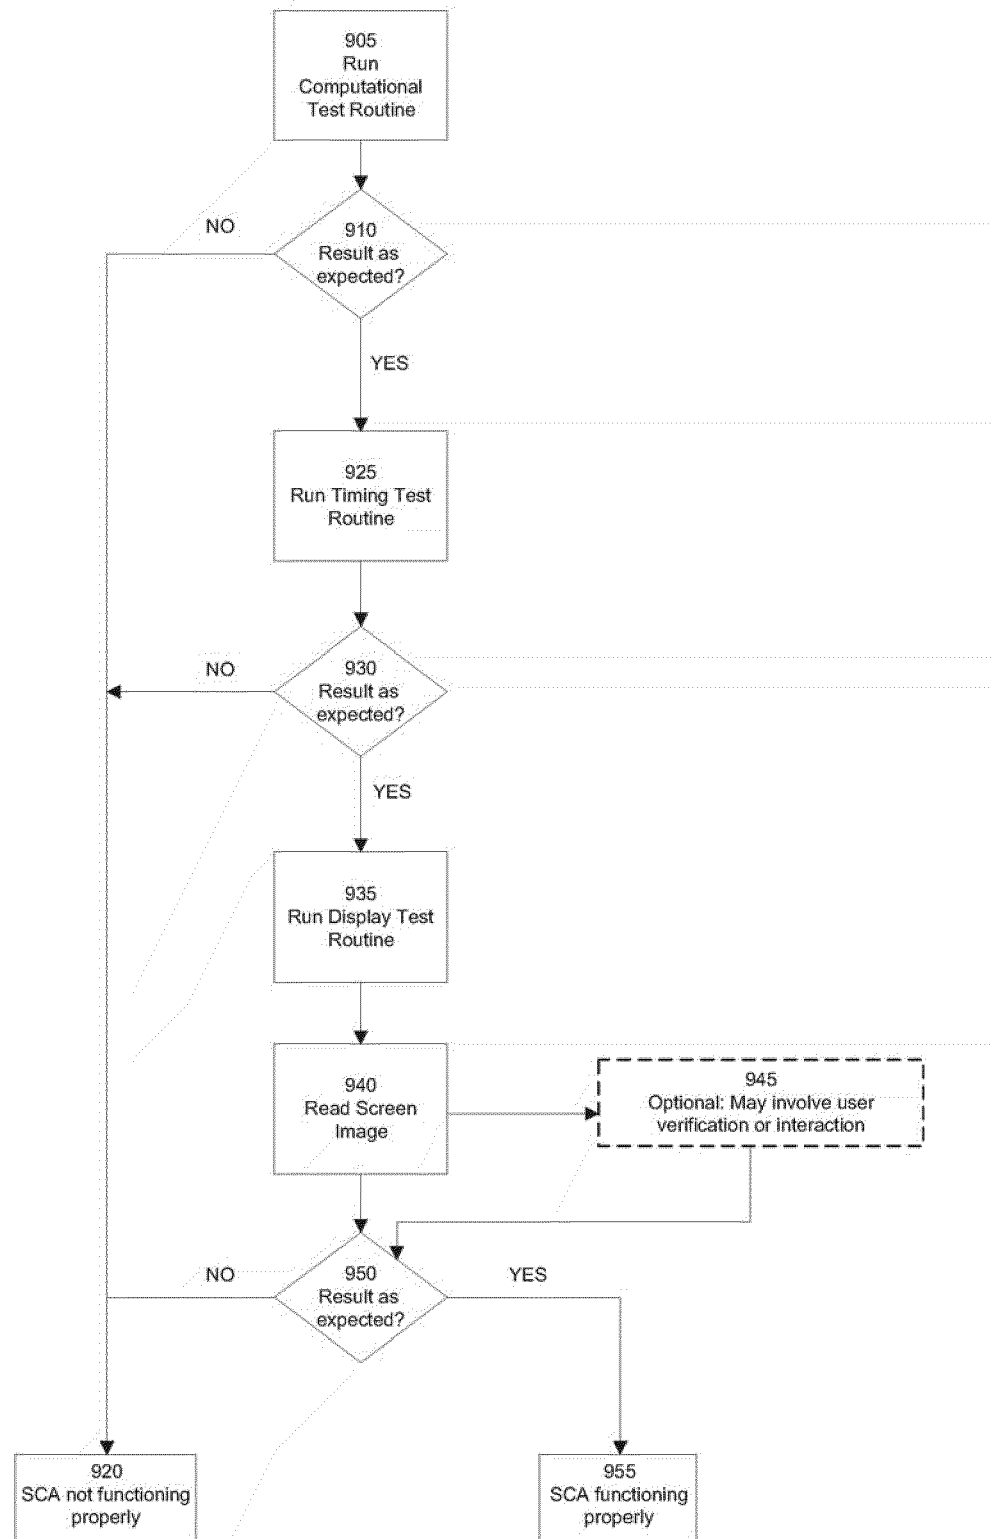 905
Run
Computational
Test Routine
NO
910
Result as
expected?
YES
925
Run Timing Test
Routine
NO
930
Result as
expected?
YES
935
Run Display Test
Routine
940
Read Screen
Image
945
Optional: May involve user
verification or interaction
NO
950
Result as
expected?
YES
920
SCA not functioning
properly
955
SCA functioning
properly